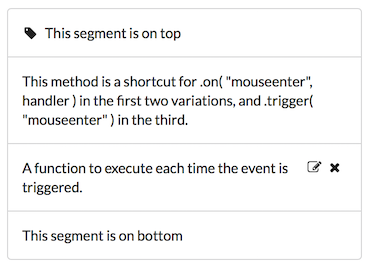 This segment is on top
This method is a shortcut for .on( "mouseenter",
handler ) in the first two variations, and .trigger(
"mouseenter" ) in the third.
A function to execute each time the event is
triggered.
This segment is on bottom